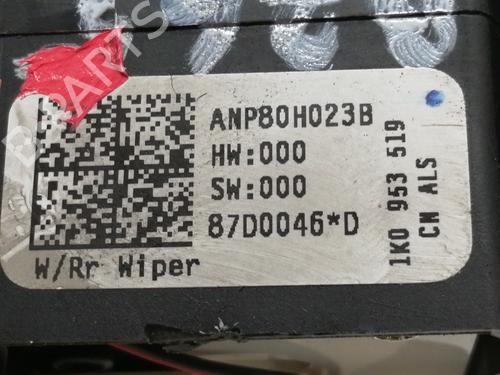 ANP80H023B
HW:000
SW:000
87D0046*D
W/Rr Wiper
1K0 953 519
CN ALS